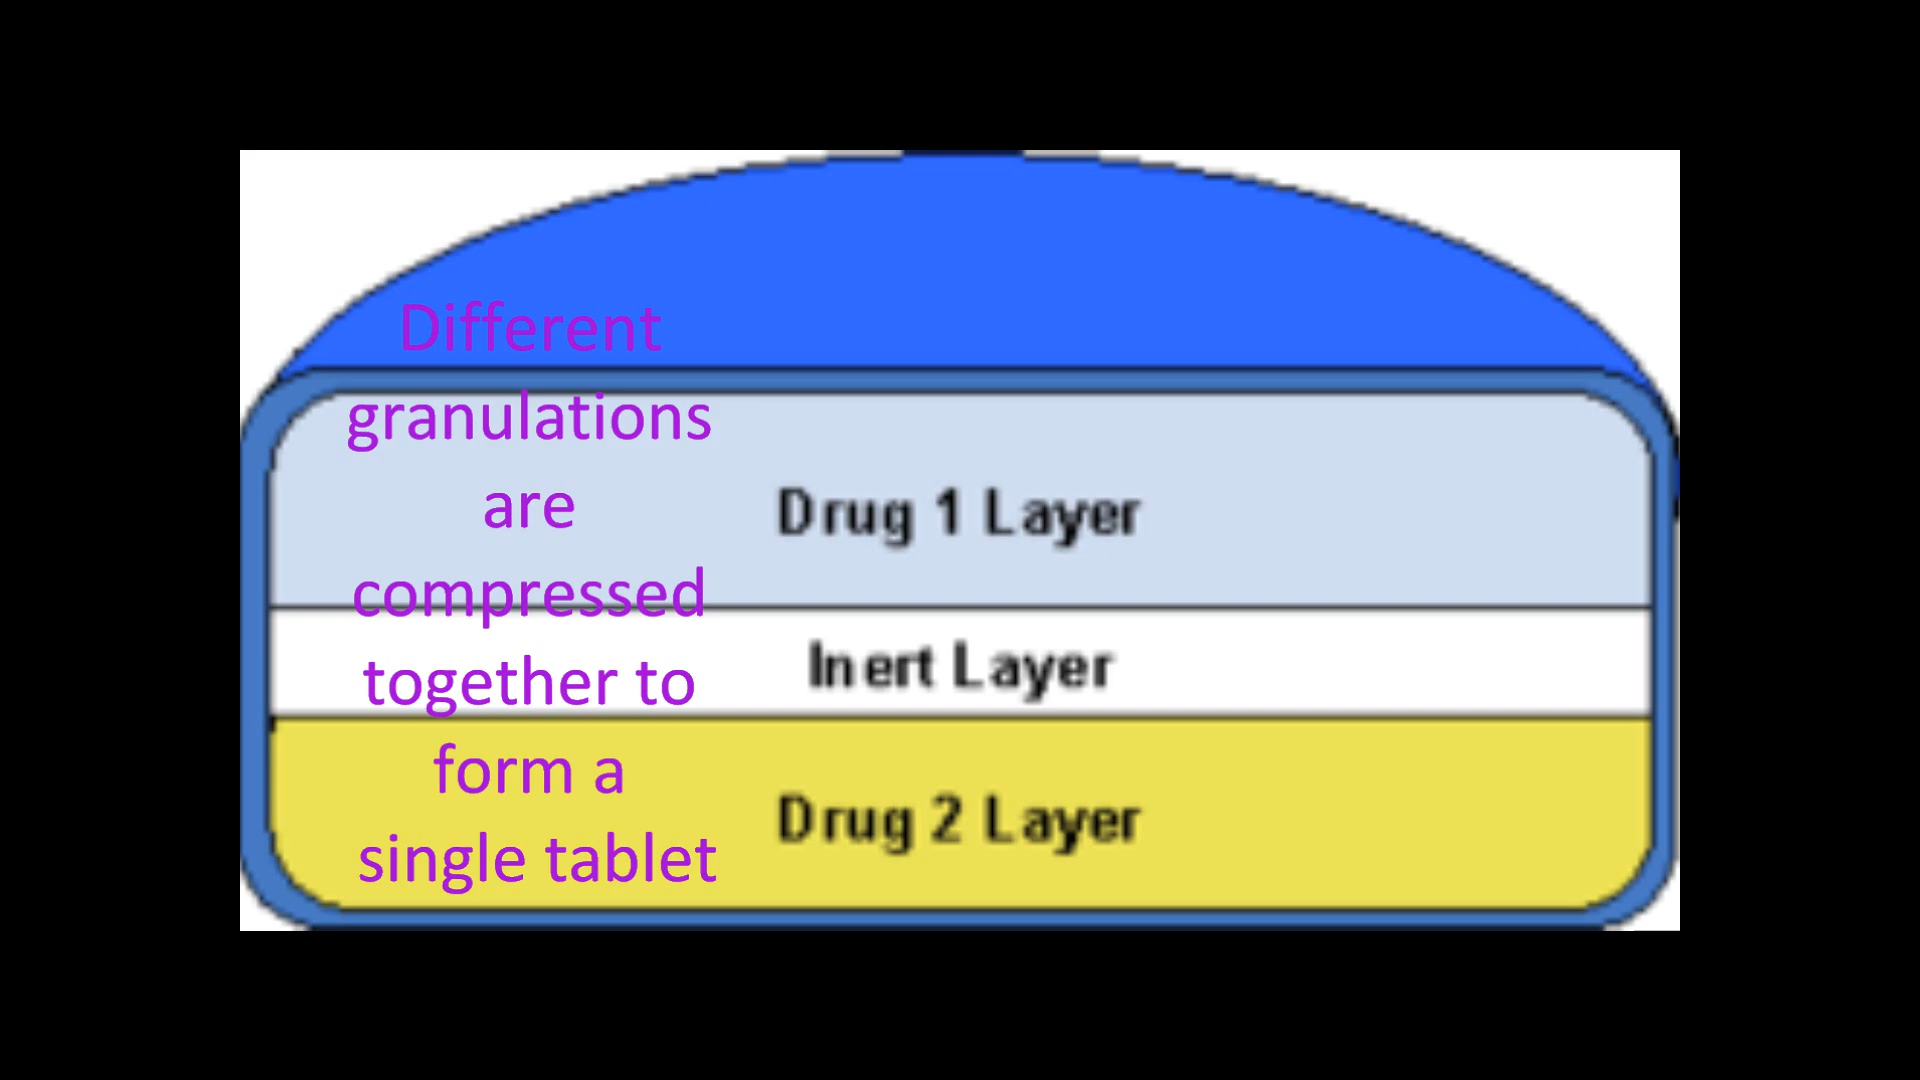 Different
granulations
are
compressed
together to
form a
single tablet
Drug 1 Layer
Inert Layer
Drug 2 Layer